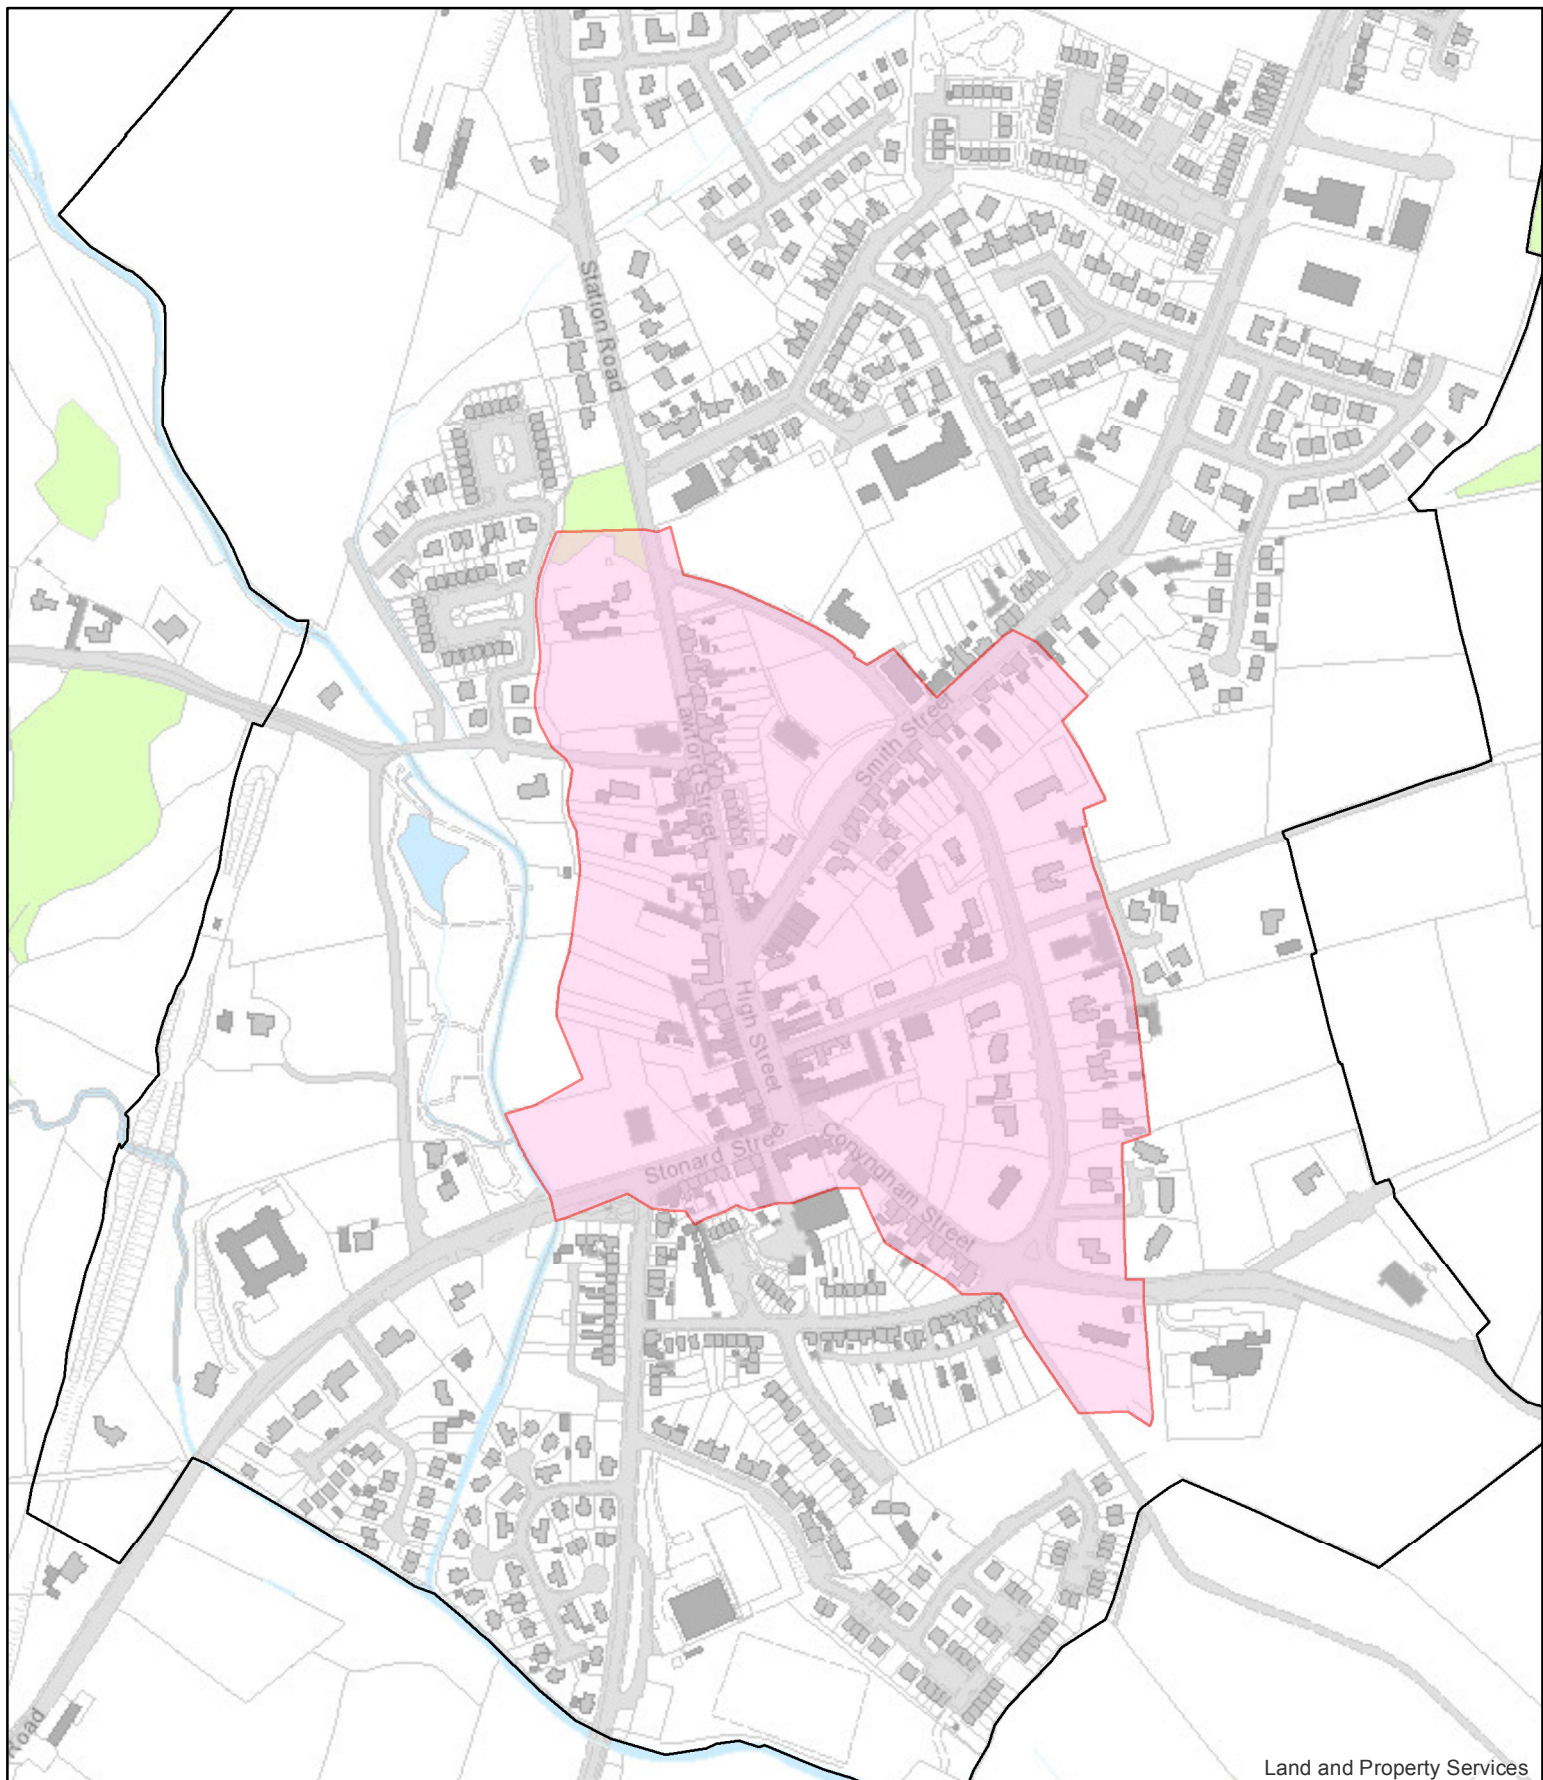 Station Road
Lawford Street
Smith Street
High Street
Stonard Street
Conyngham Street
Road
Land and Property Services